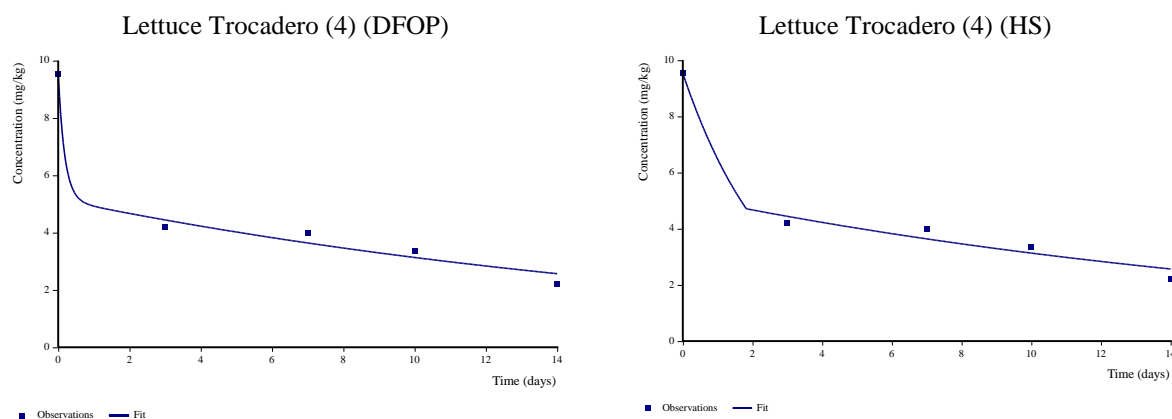 Lettuce Trocadero (4) (DFOP)
Concentration (mg/kg)
10
8
6
4
2
0
0 2 4 6 8 10 12 14
Time (days)
Observations Fit
Lettuce Trocadero (4) (HS)
Concentration (mg/kg)
10
8
6
4
2
0
0 2 4 6 8 10 12 14
Time (days)
Observations Fit